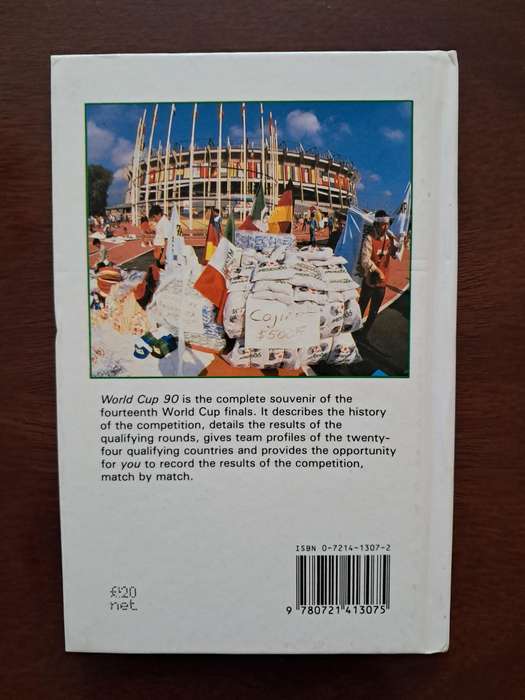 Cojines
$500
World Cup 90 is the complete souvenir of the
fourteenth World Cup finals. It describes the history
of the competition, details the results of the
qualifying rounds, gives team profiles of the twenty-
four qualifying countries and provides the opportunity
for you to record the results of the competition,
match by match.
ISBN 0-7214-1307-2
net
9 780721 413075